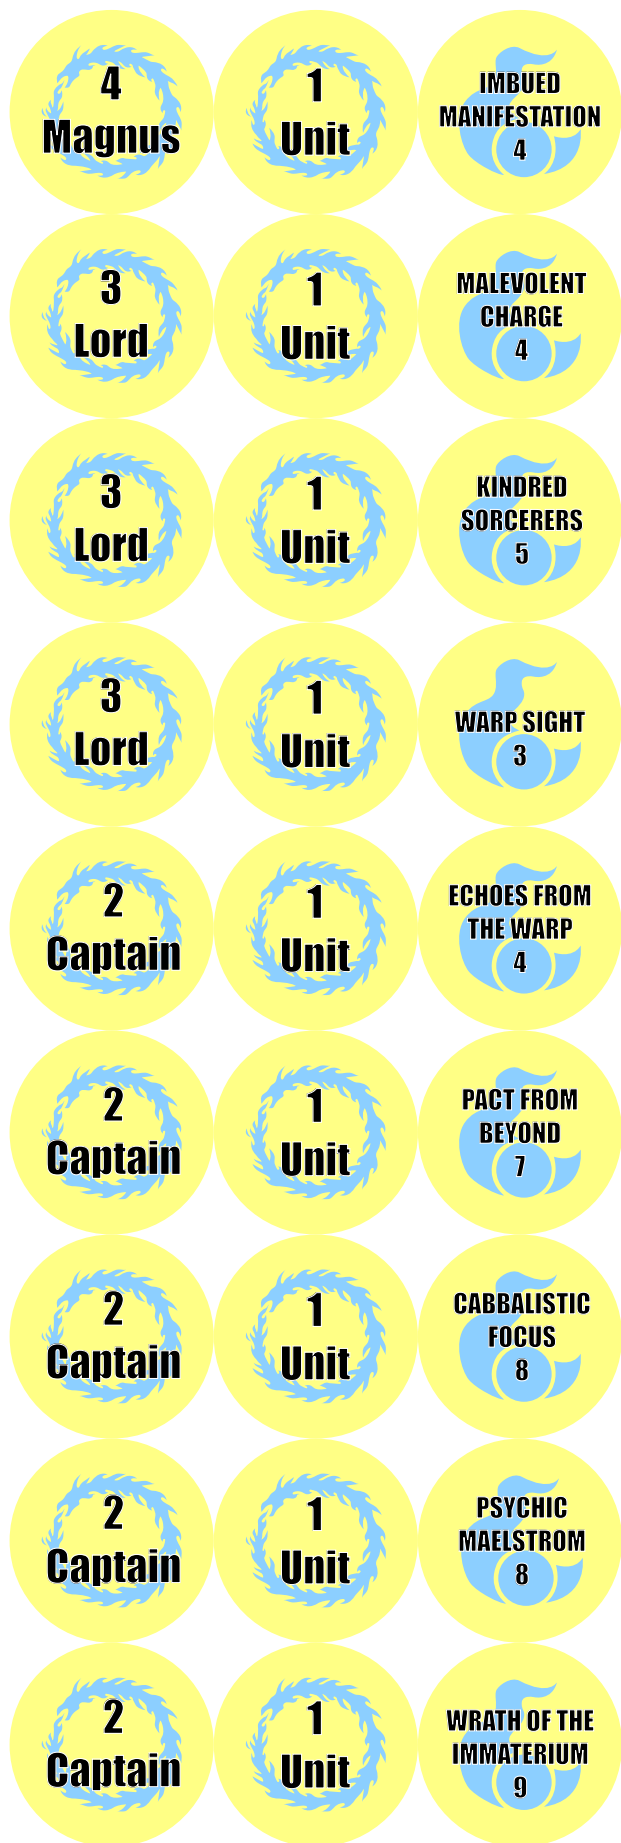 4
Magnus
1
Unit
IMBUED
MANIFESTATION
4
3
Lord
1
Unit
MALEVOLENT
CHARGE
4
3
Lord
1
Unit
KINDRED
SORCERERS
5
3
Lord
1
Unit
WARP SIGHT
3
2
Captain
1
Unit
ECHOES FROM
THE WARP
4
2
Captain
1
Unit
PACT FROM
BEYOND
7
2
Captain
1
Unit
CABBALISTIC
FOCUS
8
2
Captain
1
Unit
PSYCHIC
MAELSTROM
8
2
Captain
1
Unit
WRATH OF THE
IMMATERIUM
9